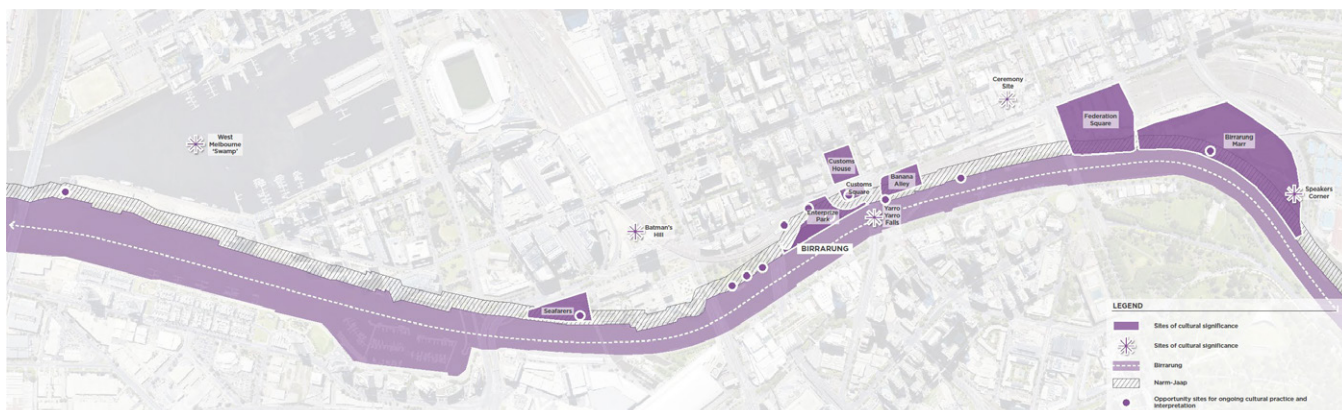 West
Melbourne
'Swamp'
Batman's
Hill
Seafarers
Customs
House
Customs
Square
Enterprize
Park
BIRRARUNG
Banana
Alley
Yarro
Yarro
Falls
Ceremony
Site
Federation
Square
Birrarung
Marr
Speakers
Corner
LEGEND
Sites of cultural significance
Sites of cultural significance
Birrarung
Narm-Jaap
Opportunity sites for ongoing cultural practice and
interpretation